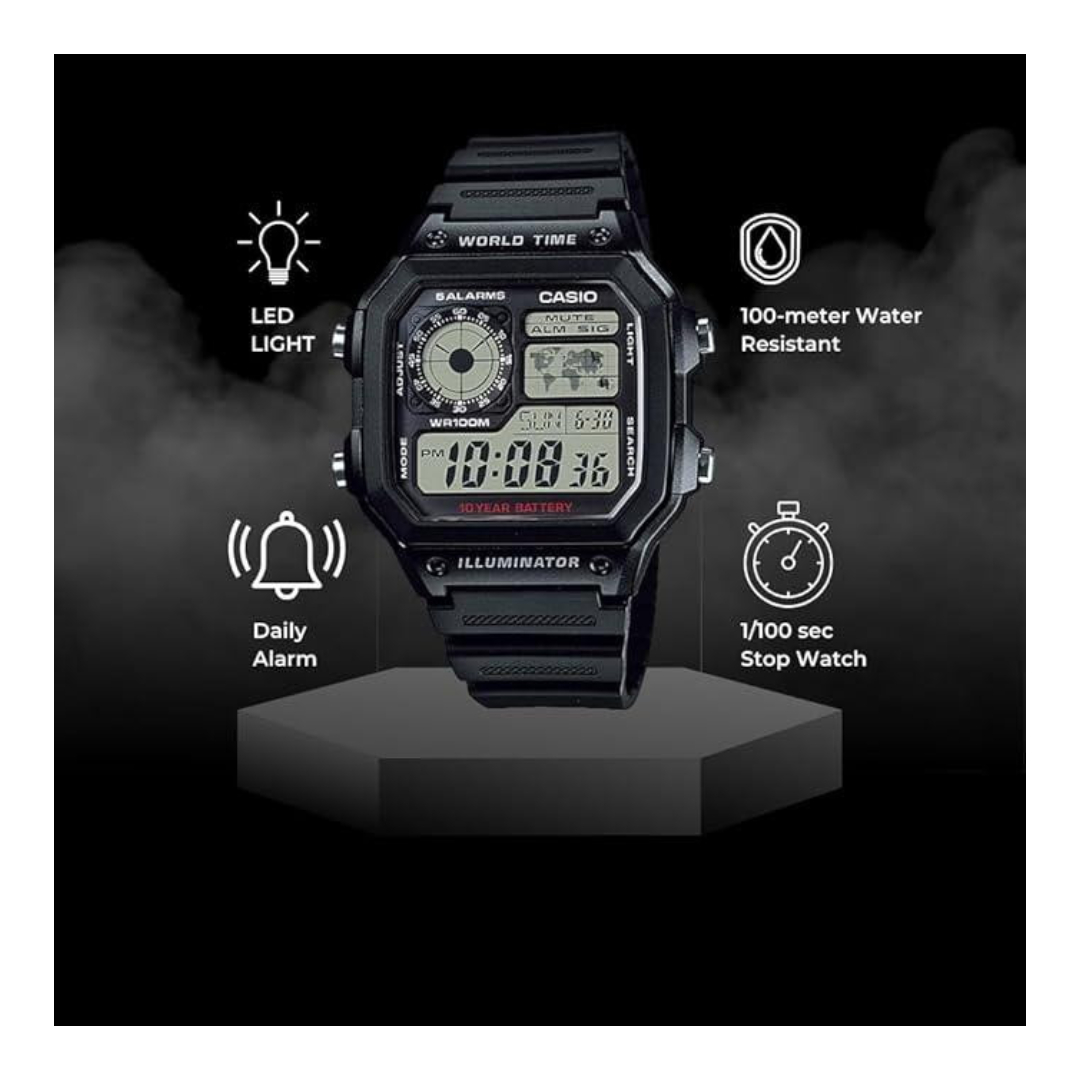 WORLD TIME
5 ALARMS
CASIO
MUTE
ALM SIG
LIGHT
ADJUST
WR100M
SUN 6-30
SEARCH
MODE
PM 10:08 36
10 YEAR BATTERY
ILLUMINATOR
LED
LIGHT
100-meter Water
Resistant
Daily
Alarm
1/100 sec
Stop Watch